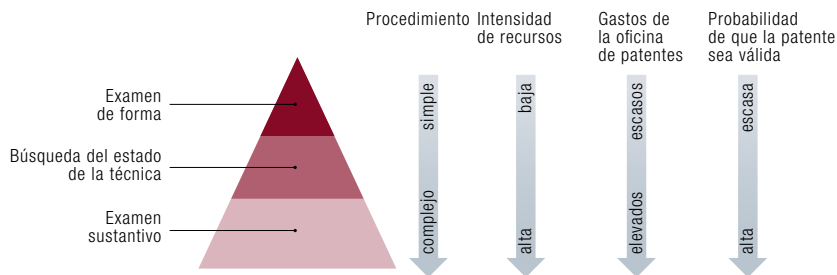 Procedimiento
Intensidad
de recursos
Gastos de
la oficina
de patentes
Probabilidad
de que la patente
sea válida
Examen
de forma
Búsqueda del estado
de la técnica
Examen
sustantivo
simple
complejo
baja
alta
escasos
elevados
escasa
alta